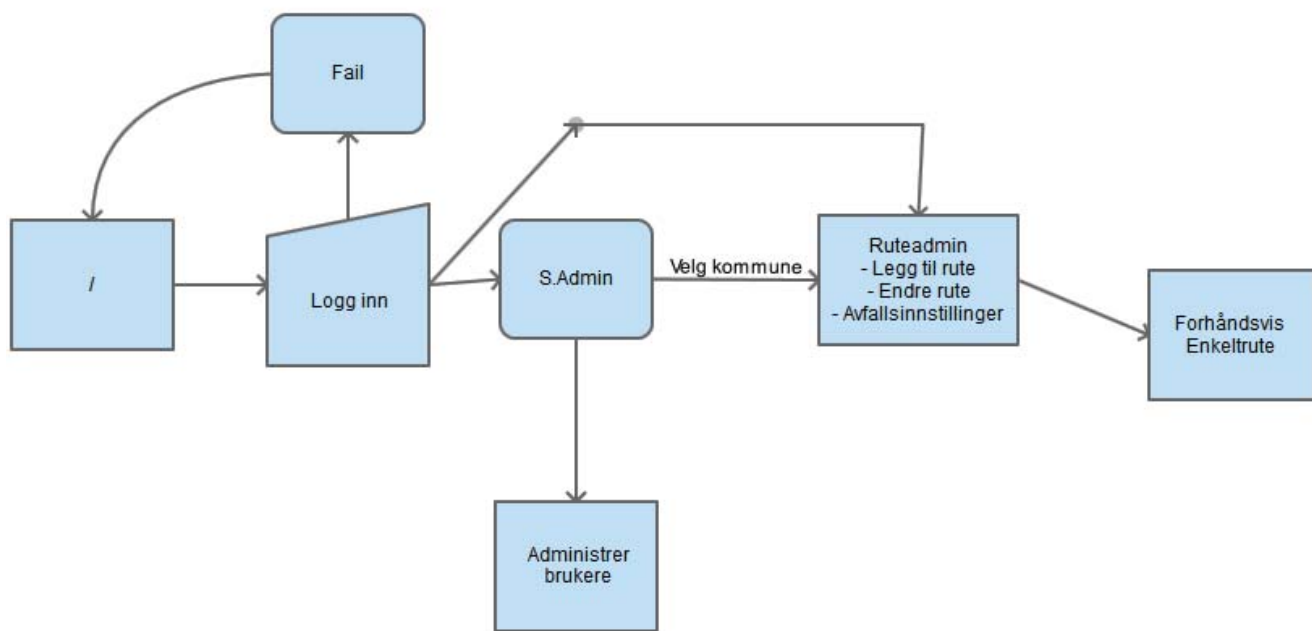 Fail
/
Logg inn
S.Admin
Velg kommune
Ruteadmin
- Legg til rute
- Endre rute
- Avfallsinnstillinger
Forhåndsvis
Enkeltrute
Administrer
brukere